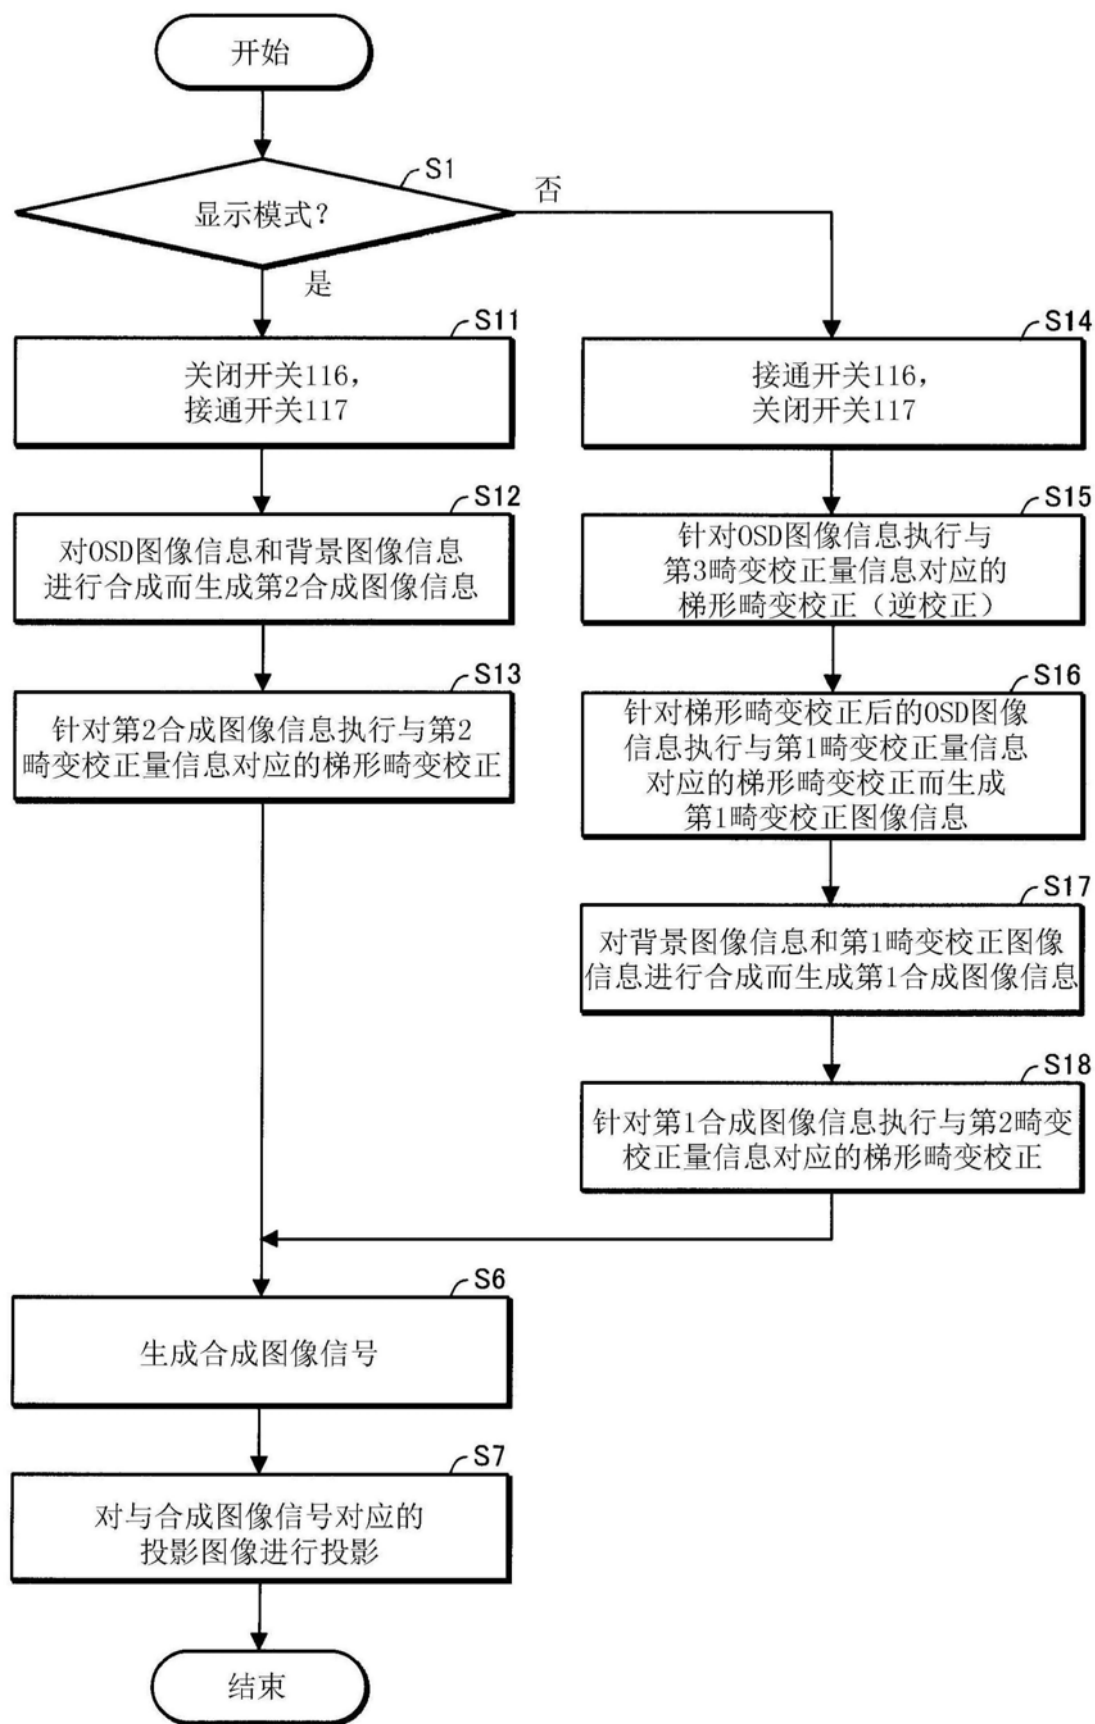 开始
S1
显示模式?
否
是
S11
关闭开关116,
接通开关117
S12
对OSD图像信息和背景图像信息
进行合成而生成第2合成图像信息
S13
针对第2合成图像信息执行与第2
畸变校正量信息对应的梯形畸变校正
S14
接通开关116,
关闭开关117
S15
针对OSD图像信息执行与
第3畸变校正量信息对应的
梯形畸变校正（逆校正）
S16
针对梯形畸变校正后的OSD图像
信息执行与第1畸变校正量信息
对应的梯形畸变校正而生成
第1畸变校正图像信息
S17
对背景图像信息和第1畸变校正图像
信息进行合成而生成第1合成图像信息
S18
针对第1合成图像信息执行与第2畸变
校正量信息对应的梯形畸变校正
S6
生成合成图像信号
S7
对与合成图像信号对应的
投影图像进行投影
结束